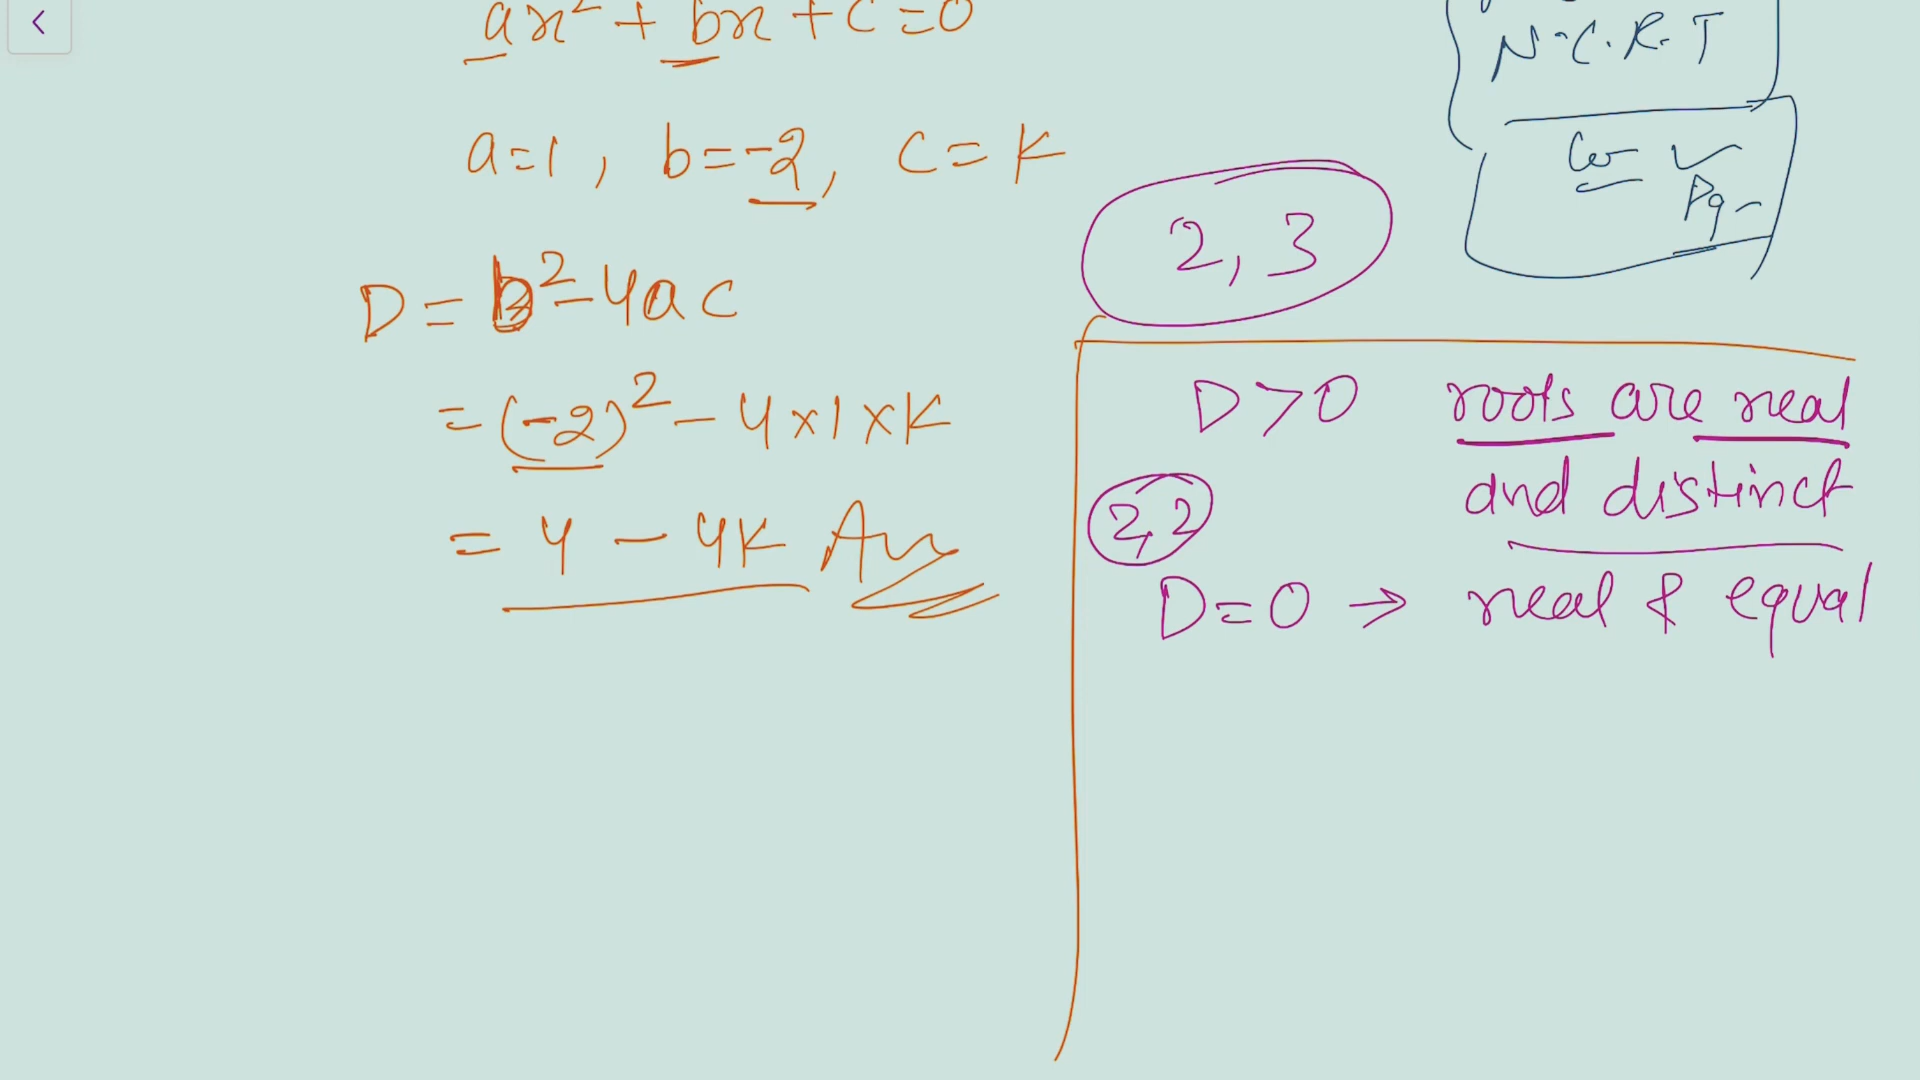 ax² + bx + c = 0
a=1, b=-2, c=K
D = b²-4ac
= (-2)² - 4×1×K
= 4 - 4K Ans
N.C.R.T
Pg -
2, 3
D>0 roots are real
and distinct
2, 2
D=0 → real & equal